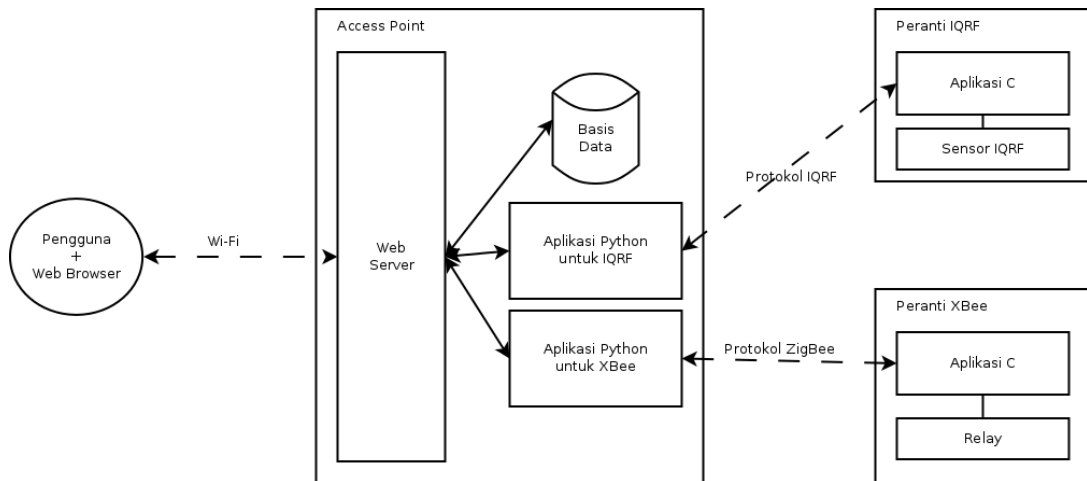 Access Point
Peranti IQRF
Aplikasi C
Sensor IQRF
Basis
Data
Protokol IQRF
Pengguna
+
Web Browser
Wi-Fi
Web
Server
Aplikasi Python
untuk IQRF
Aplikasi Python
untuk XBee
Protokol ZigBee
Peranti XBee
Aplikasi C
Relay